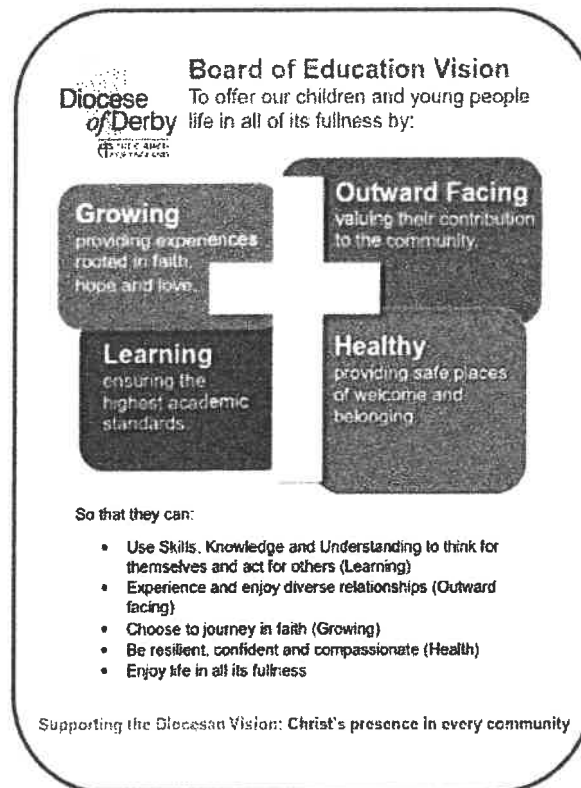 Board of Education Vision
Diocese
of Derby
THE CHURCH
OF ENGLAND
To offer our children and young people
life in all of its fullness by:
Growing
providing experiences
rooted in faith,
hope and love.
Outward Facing
valuing their contribution
to the community.
Learning
ensuring the
highest academic
standards
Healthy
providing safe places
of welcome and
belonging
So that they can:
• Use Skills, Knowledge and Understanding to think for
themselves and act for others (Learning)
• Experience and enjoy diverse relationships (Outward
facing)
• Choose to journey in faith (Growing)
• Be resilient, confident and compassionate (Health)
• Enjoy life in all its fullness
Supporting the Diocesan Vision: Christ's presence in every community